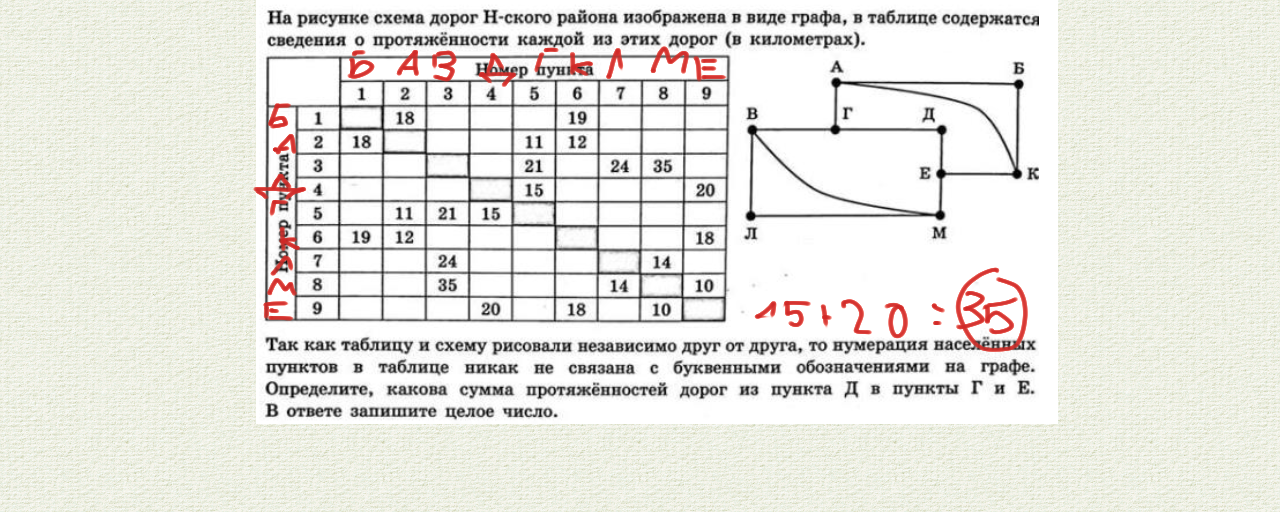 На рисунке схема дорог Н-ского района изображена в виде графа, в таблице содержатся
сведения о протяжённости каждой из этих дорог (в километрах).
Б А В Д Г К Л М Е
Номер пункта
1 2 3 4 5 6 7 8 9
Номер пункта
Б 1 18 19
А 2 18 11 12
3 21 24 35
Д 4 15 20
5 11 21 15
К 6 19 12 18
Л 7 24 14
М 8 35 14 10
Е 9 20 18 10
А Б
В Г Д
Е К
Л М
15+20=35
Так как таблицу и схему рисовали независимо друг от друга, то нумерация населённых
пунктов в таблице никак не связана с буквенными обозначениями на графе.
Определите, какова сумма протяжённостей дорог из пункта Д в пункты Г и Е.
В ответе запишите целое число.